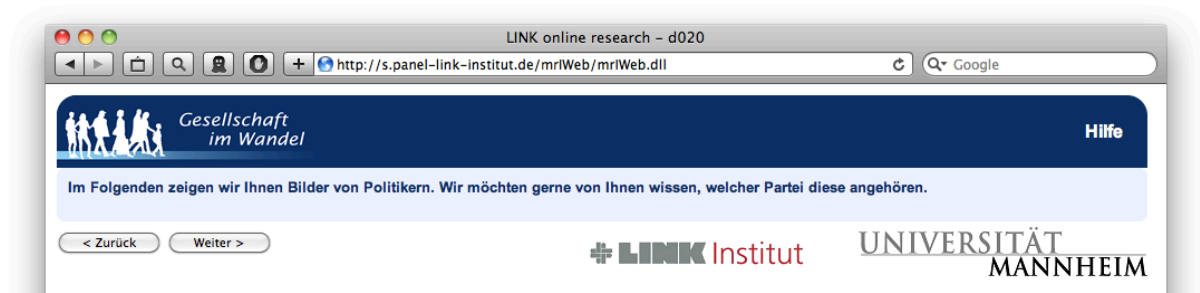 LINK online research – d020
http://s.panel-link-institut.de/mrlWeb/mrlWeb.dll
Google
Gesellschaft
im Wandel
Hilfe
Im Folgenden zeigen wir Ihnen Bilder von Politikern. Wir möchten gerne von Ihnen wissen, welcher Partei diese angehören.
< Zurück Weiter >
LINK Institut
UNIVERSITÄT
MANNHEIM